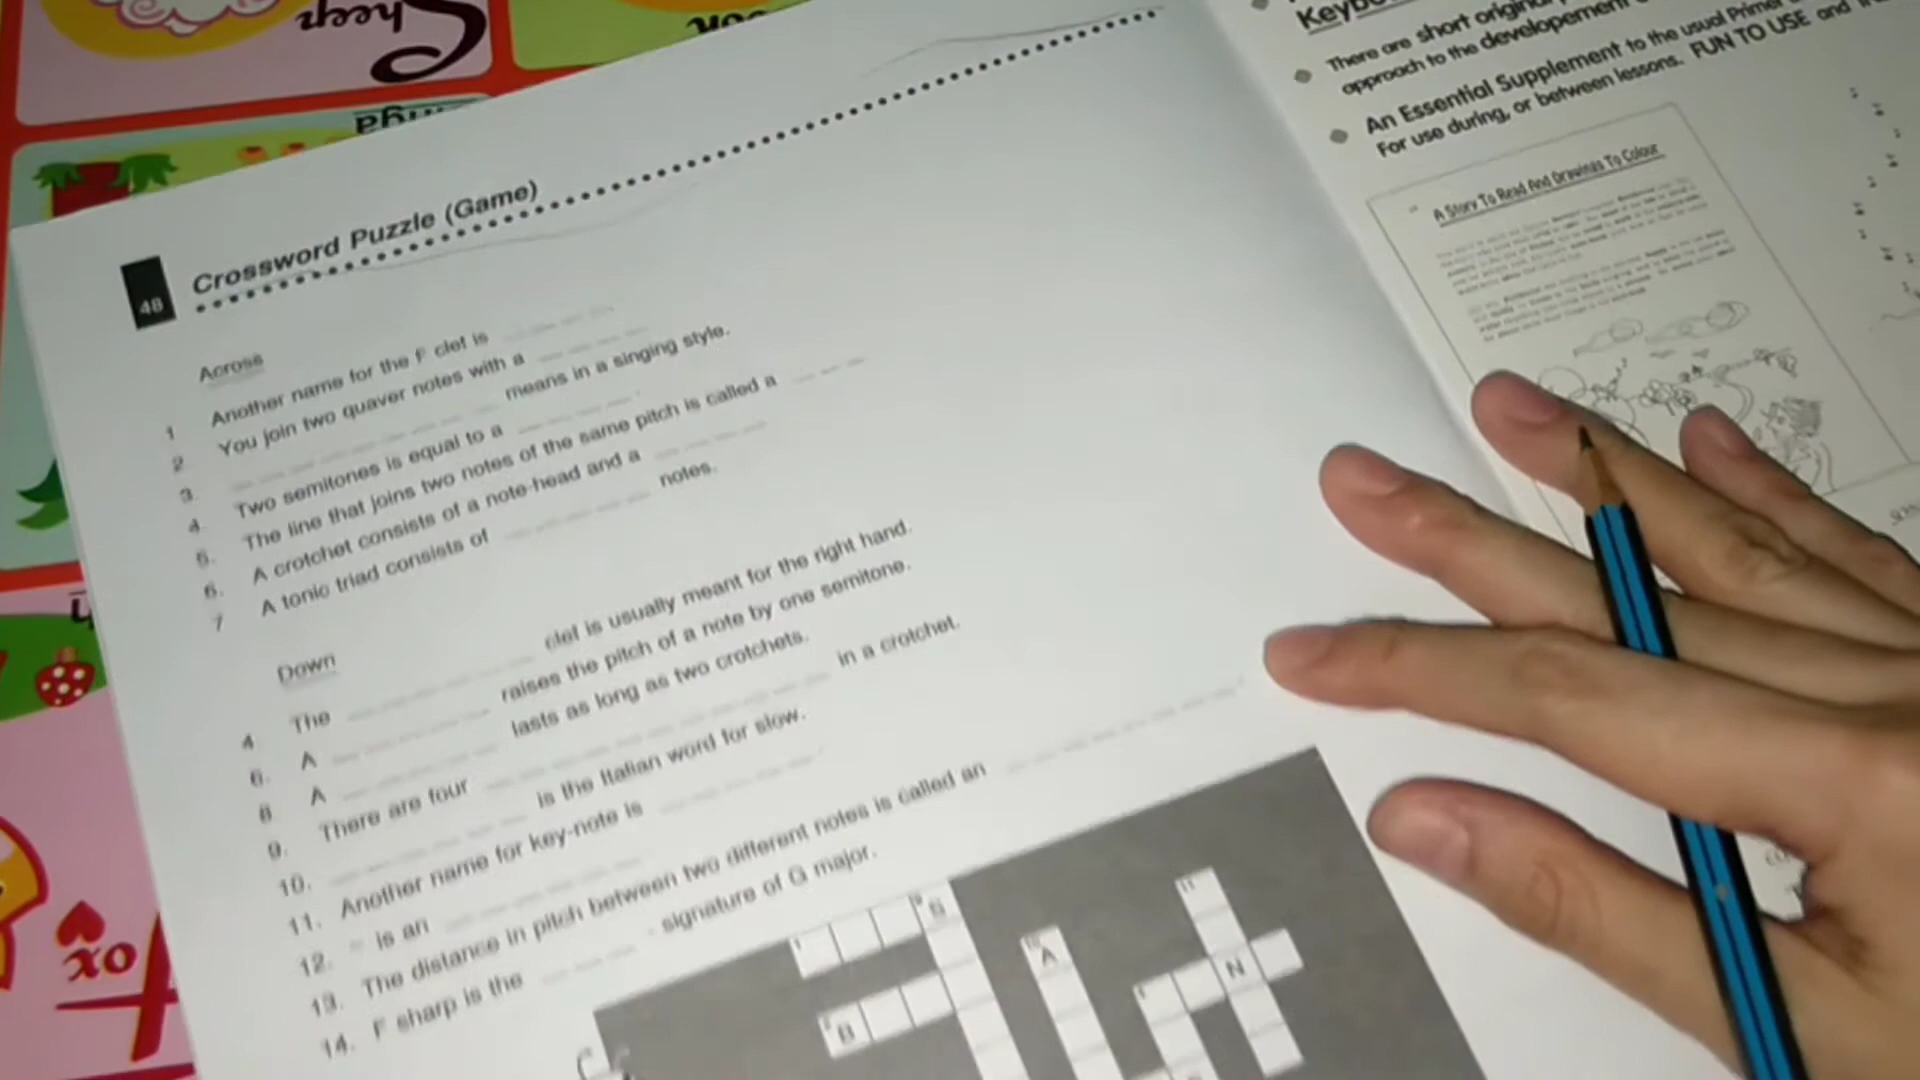 Sheep
48
Crossword Puzzle (Game)
Across
1 Another name for the F clef is
2 You join two quaver notes with a
3. means in a singing style.
4. Two semitones is equal to a
5. The line that joins two notes of the same pitch is called a
6. A crotchet consists of a note-head and a
7 A tonic triad consists of notes.
Down
4 The clef is usually meant for the right hand.
6. A raises the pitch of a note by one semitone.
8 A lasts as long as two crotchets.
9. There are four in a crotchet.
10. is the Italian word for slow.
11. Another name for key-note is
12. is an
13. The distance in pitch between two different notes is called an
14. F sharp is the signature of G major.
1
9
S
B
10
A
11
N
There are short original
approach to the developement
An Essential Supplement to the usual Primer
For use during, or between lessons. FUN TO USE and
A Story To Read And Drawings To Colour
ox